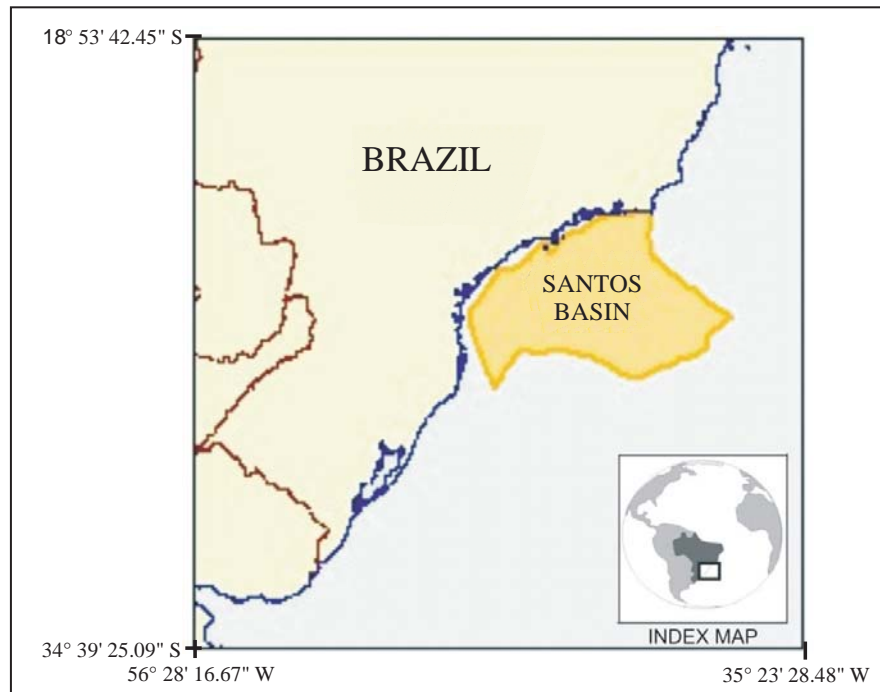 18° 53' 42.45" S
BRAZIL
SANTOS
BASIN
INDEX MAP
34° 39' 25.09" S
56° 28' 16.67" W
35° 23' 28.48" W